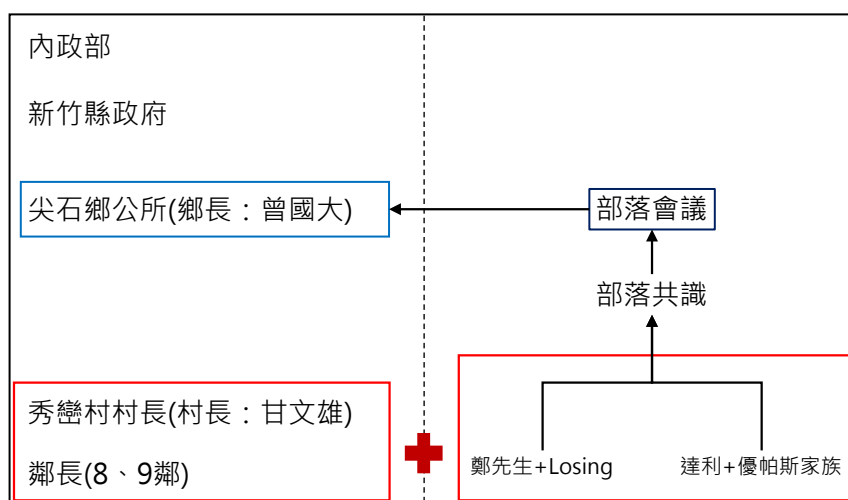 內政部
新竹縣政府
尖石鄉公所(鄉長：曾國大)
部落會議
部落共識
秀巒村村長(村長：甘文雄)
鄰長(8、9鄰)
鄭先生+Losing
達利+優帕斯家族